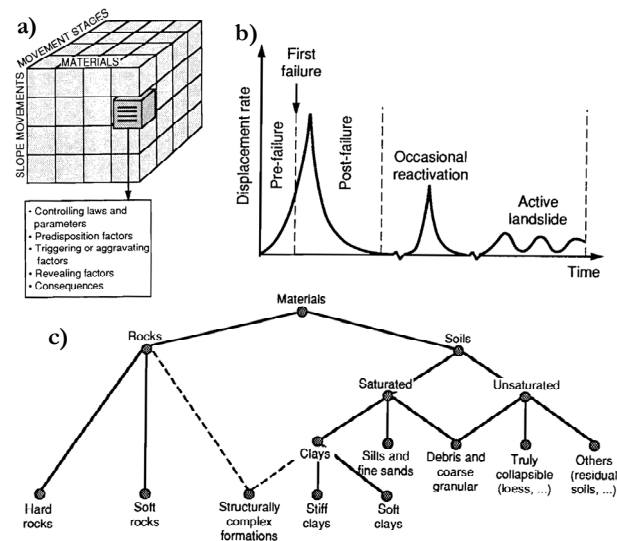 a)
MOVEMENT STAGES
MATERIALS
SLOPE MOVEMENTS
• Controlling laws and
parameters
• Predisposition factors
• Triggering or aggravating
factors
• Revealing factors
• Consequences
b)
First
failure
Displacement rate
Pre-failure
Post-failure
Occasional
reactivation
Active
landslide
Time
c)
Materials
Rocks
Soils
Saturated
Unsaturated
Clays
Silts and
fine sands
Debris and
coarse
granular
Truly
collapsible
(loess, ...)
Others
(residual
soils, ...)
Hard
rocks
Soft
rocks
Structurally
complex
formations
Stiff
clays
Soft
clays